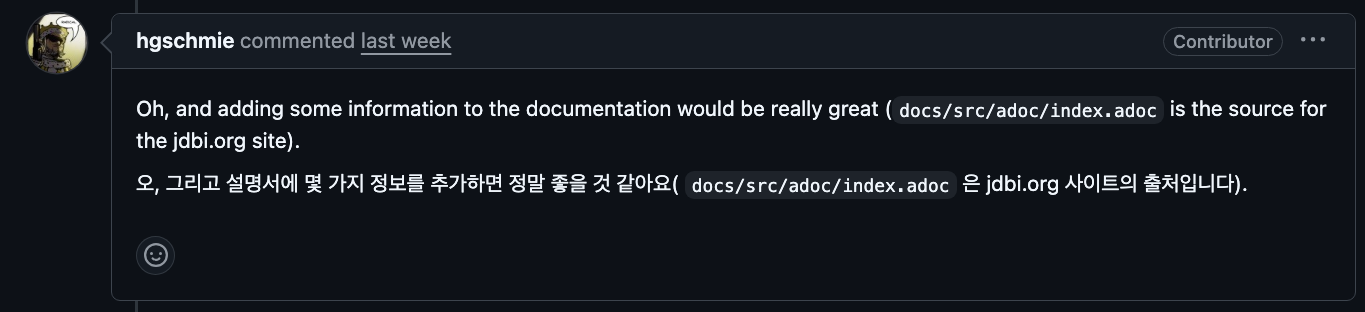 hgschmie commented last week
Contributor
Oh, and adding some information to the documentation would be really great ( docs/src/adoc/index.adoc is the source for
the jdbi.org site).
오, 그리고 설명서에 몇 가지 정보를 추가하면 정말 좋을 것 같아요( docs/src/adoc/index.adoc 은 jdbi.org 사이트의 출처입니다).